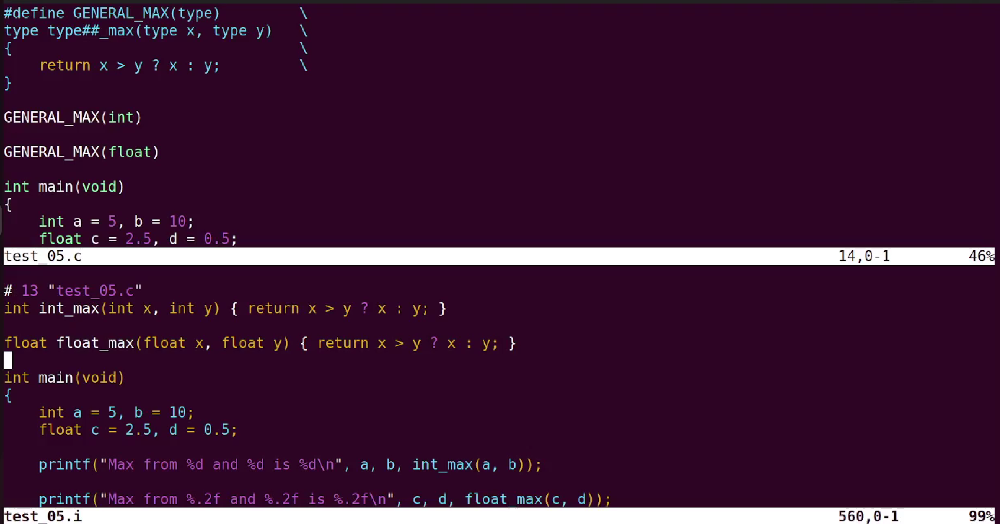 #define GENERAL_MAX(type)          \
type type##_max(type x, type y)    \
{                                  \
    return x > y ? x : y;          \
}
GENERAL_MAX(int)
GENERAL_MAX(float)
int main(void)
{
    int a = 5, b = 10;
    float c = 2.5, d = 0.5;
test_05.c 14,0-1 46%
# 13 "test_05.c"
int int_max(int x, int y) { return x > y ? x : y; }
float float_max(float x, float y) { return x > y ? x : y; }
int main(void)
{
    int a = 5, b = 10;
    float c = 2.5, d = 0.5;
    printf("Max from %d and %d is %d\n", a, b, int_max(a, b));
    printf("Max from %.2f and %.2f is %.2f\n", c, d, float_max(c, d));
test_05.i 560,0-1 99%